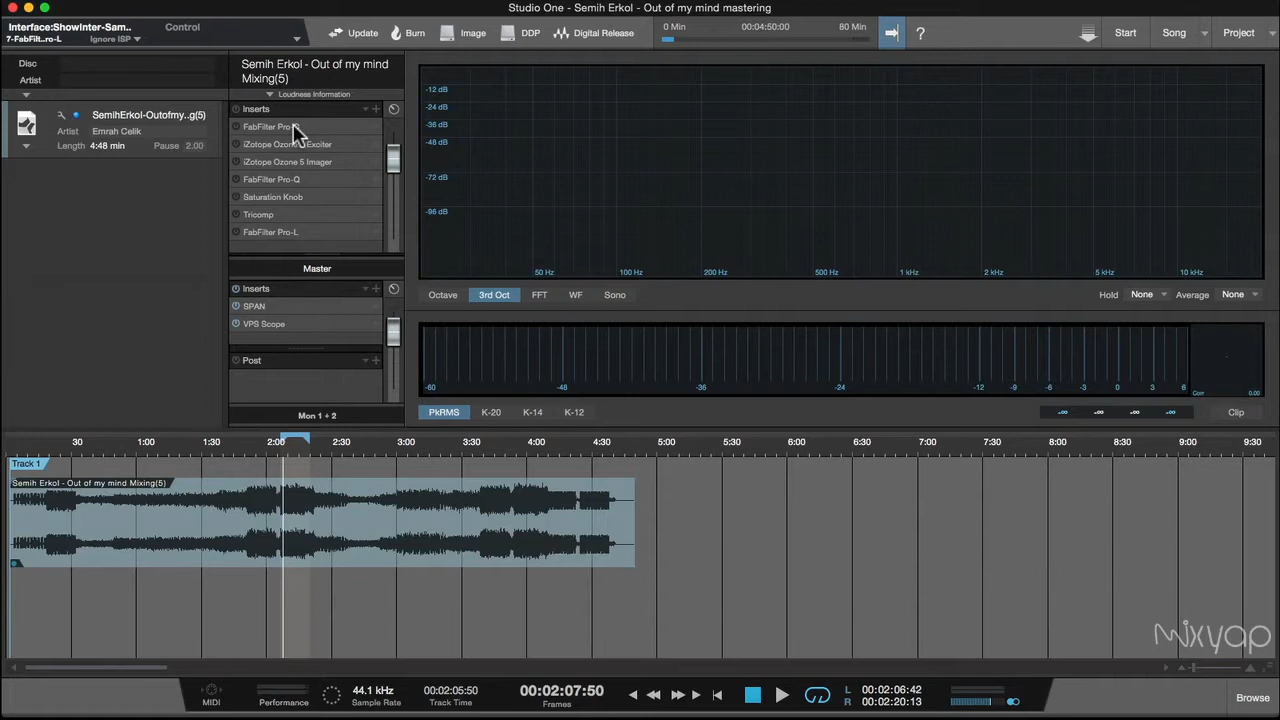 Studio One - Semih Erkol - Out of my mind mastering
Interface:ShowInter-Sam..
Control
7-FabFilt..ro-L
Ignore ISP
Update
Burn
Image
DDP
Digital Release
0 Min
00:04:50:00
80 Min
?
Start
Song
Project
Disc
Artist
SemihErkol-Outofmy..g(5)
Artist
Emrah Celik
Length
4:48 min
Pause
2.00
Semih Erkol - Out of my mind
Mixing(5)
Loudness Information
Inserts
FabFilter
iZotope Exciter
iZotope Ozone 5 Imager
FabFilter Pro-Q
Saturation Knob
Tricomp
FabFilter Pro-L
Master
Inserts
SPAN
VPS Scope
Post
Mon 1 + 2
-12 dB
-24 dB
-36 dB
-48 dB
-72 dB
-96 dB
50 Hz 100 Hz 200 Hz 500 Hz 1 kHz 2 kHz 5 kHz 10 kHz
Octave 3rd Oct FFT WF Sono
Hold None Average None
-60 -48 -36 -24 -12 -9 -6 -3 0 3 6
Corr 0.00
PkRMS K-20 K-14 K-12
-∞ -∞ -∞ -∞
Clip
30 1:00 1:30 2:00 2:30 3:00 3:30 4:00 4:30 5:00 5:30 6:00 6:30 7:00 7:30 8:00 8:30 9:00 9:30
Track 1
Semih Erkol - Out of my mind Mixing(5)
mixyap
MIDI
Performance
44.1 kHz
Sample Rate
00:02:05:50
Track Time
00:02:07:50
Frames
L 00:02:06:42
R 00:02:20:13
Browse